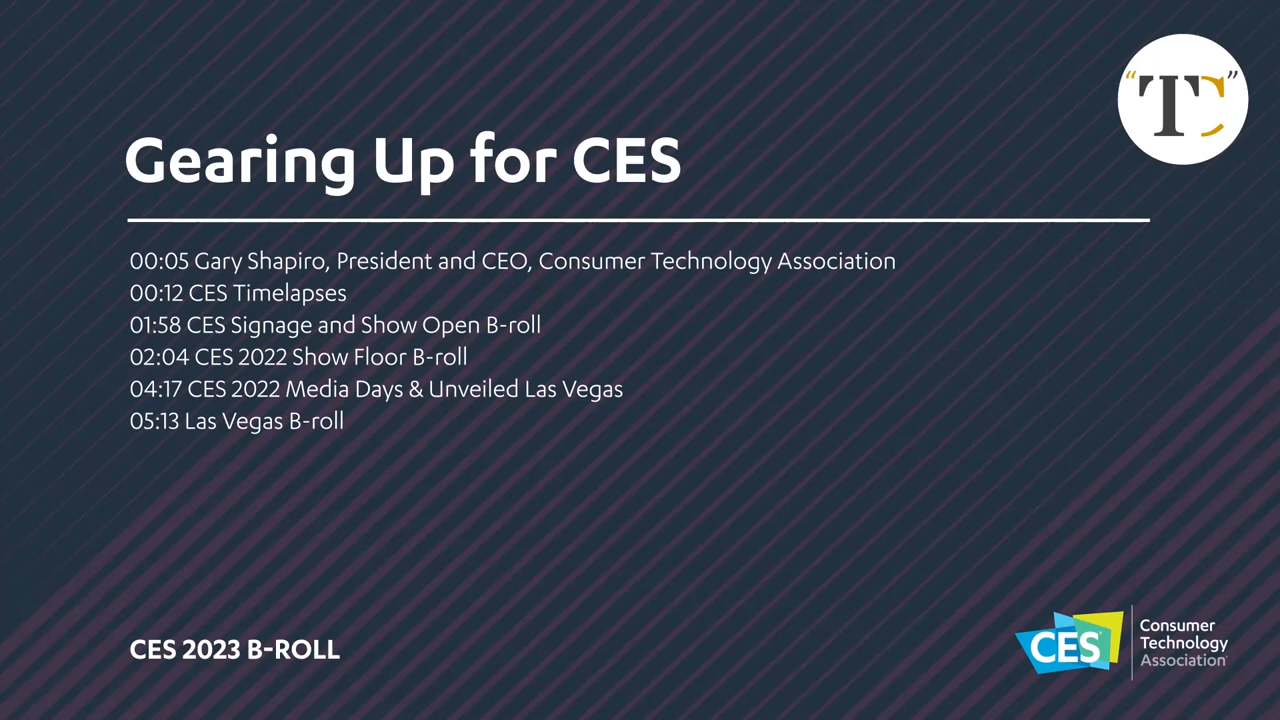 “TC”
Gearing Up for CES
00:05 Gary Shapiro, President and CEO, Consumer Technology Association
00:12 CES Timelapses
01:58 CES Signage and Show Open B-roll
02:04 CES 2022 Show Floor B-roll
04:17 CES 2022 Media Days & Unveiled Las Vegas
05:13 Las Vegas B-roll
CES 2023 B-ROLL
CES
Consumer
Technology
Association